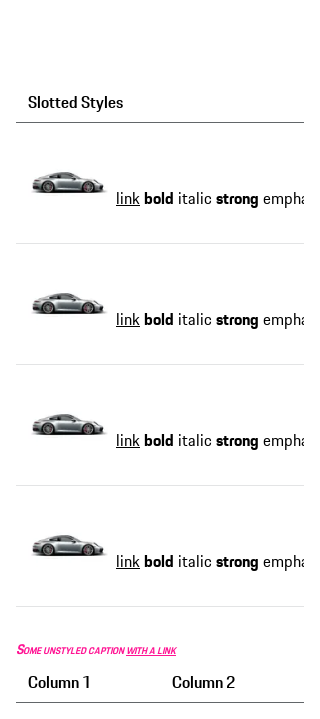 Slotted Styles
link bold italic strong empha
link bold italic strong empha
link bold italic strong empha
link bold italic strong empha
Some unstyled caption with a link
Column 1 Column 2